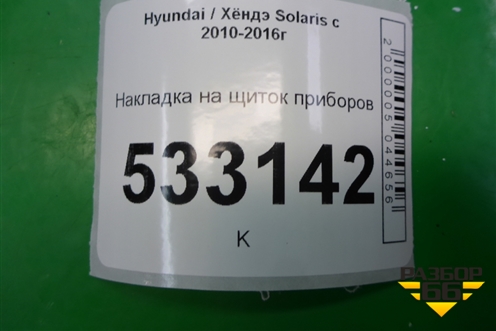 Hyundai / Хёндэ Solaris с
2010-2016г
Накладка на щиток приборов
533142
К
2000005044656
РАЗБОР
66